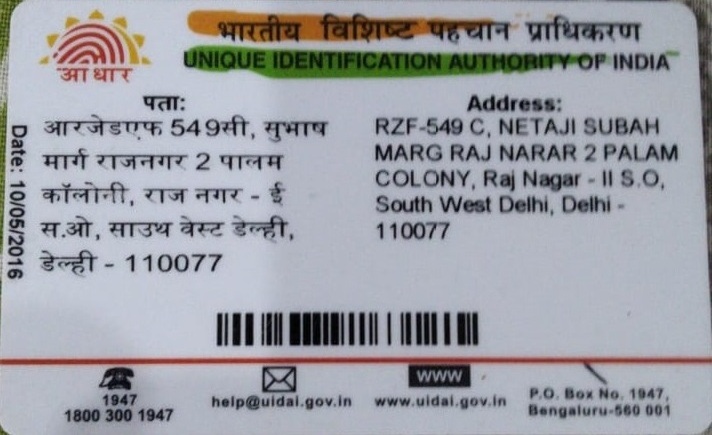 भारतीय विशिष्ट पहचान प्राधिकरण
UNIQUE IDENTIFICATION AUTHORITY OF INDIA
आधार
पता:
आरजेडएफ 549सी, सुभाष
मार्ग राजनगर 2 पालम
कॉलोनी, राज नगर - ई
स.ओ, साउथ वेस्ट डेल्ही,
डेल्ही - 110077
Address:
RZF-549 C, NETAJI SUBAH
MARG RAJ NARAR 2 PALAM
COLONY, Raj Nagar - II S.O,
South West Delhi, Delhi -
110077
Date: 10/05/2016
1947
1800 300 1947
help@uidai.gov.in
www
www.uidai.gov.in
P.O. Box No. 1947,
Bengaluru-560 001